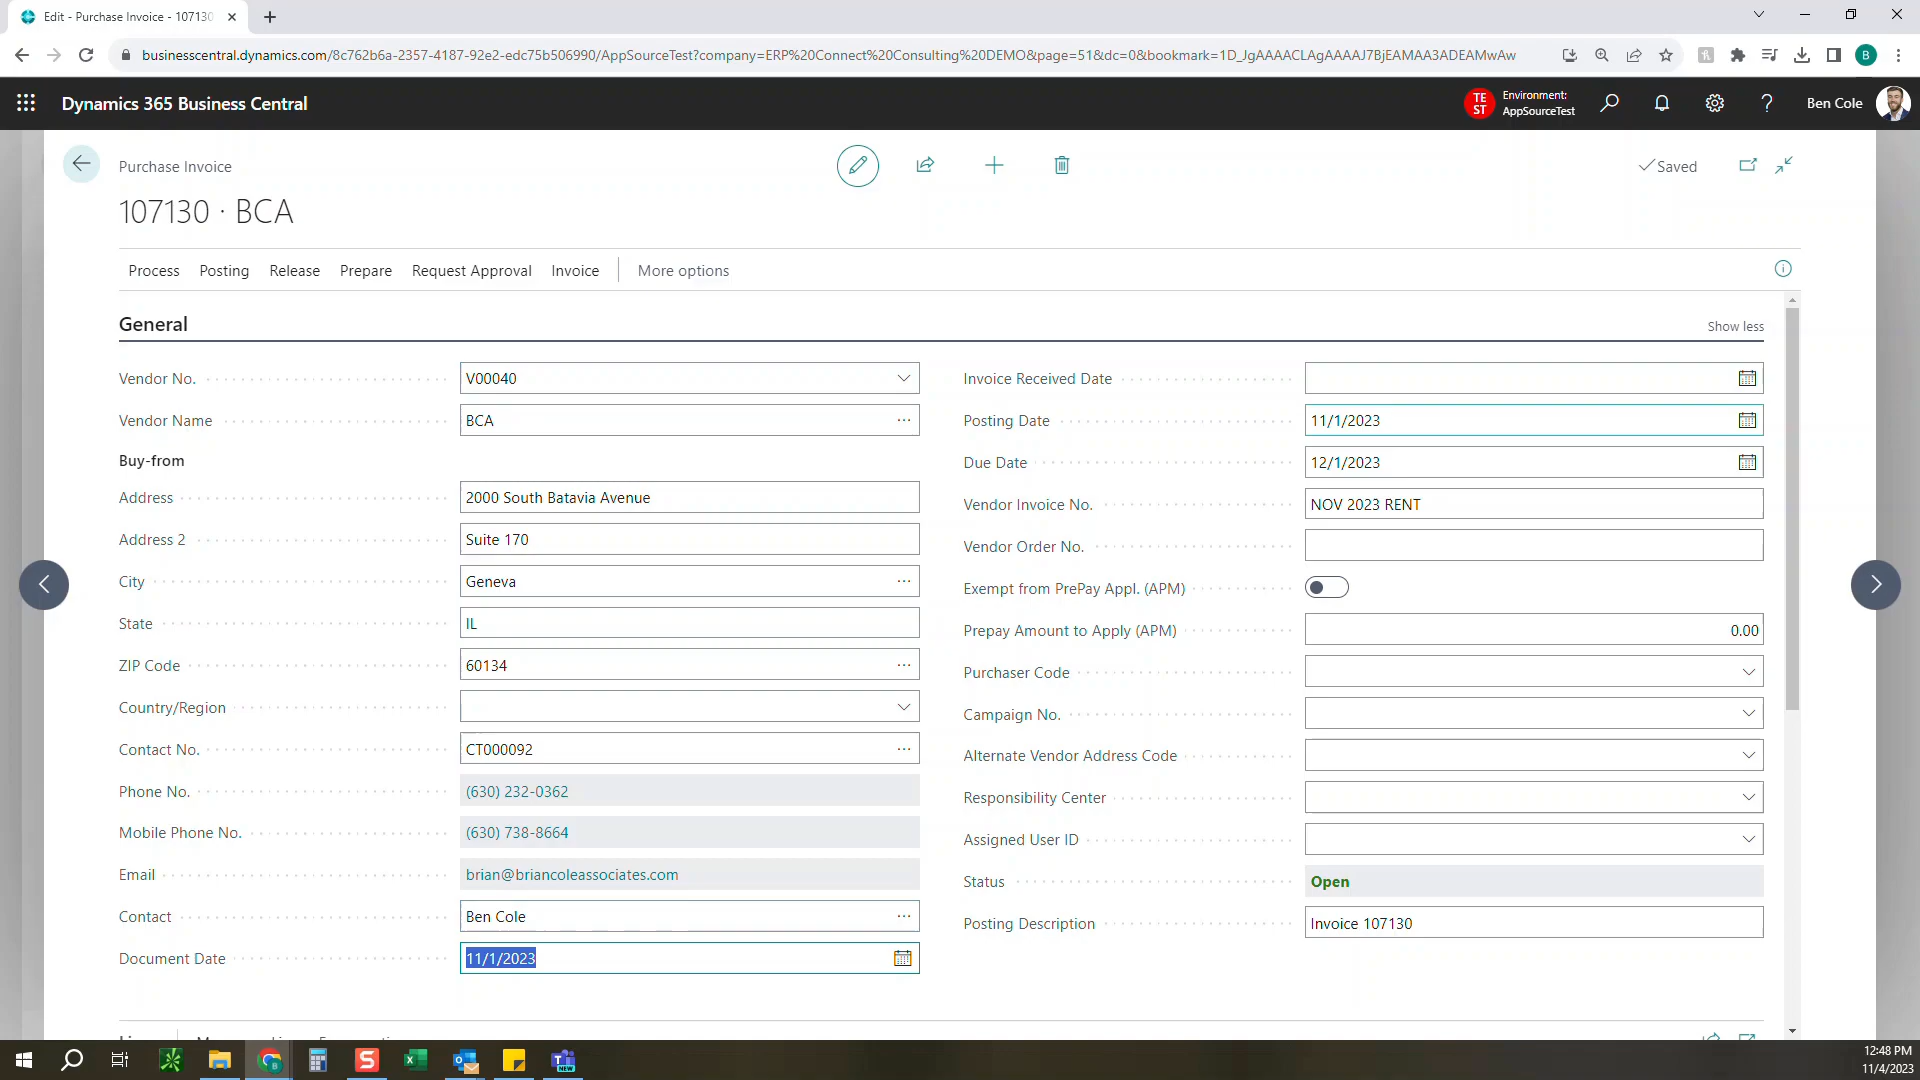 Edit - Purchase Invoice - 107130
businesscentral.dynamics.com/8c762b6a-2357-4187-92e2-edc75b506990/AppSourceTest?company=ERP%20Connect%20Consulting%20DEMO&page=51&dc=0&bookmark=1D_JgAAAACLAgAAAAJ7BjEAMAA3ADEAMwAw
B
Dynamics 365 Business Central
TE
ST
Environment:
AppSourceTest
Ben Cole
Purchase Invoice
Saved
107130 · BCA
Process Posting Release Prepare Request Approval Invoice More options
General
Show less
Vendor No. V00040
Vendor Name BCA
Buy-from
Address 2000 South Batavia Avenue
Address 2 Suite 170
City Geneva
State IL
ZIP Code 60134
Country/Region
Contact No. CT000092
Phone No. (630) 232-0362
Mobile Phone No. (630) 738-8664
Email brian@briancoleassociates.com
Contact Ben Cole
Document Date 11/1/2023
Invoice Received Date
Posting Date 11/1/2023
Due Date 12/1/2023
Vendor Invoice No. NOV 2023 RENT
Vendor Order No.
Exempt from PrePay Appl. (APM)
Prepay Amount to Apply (APM) 0.00
Purchaser Code
Campaign No.
Alternate Vendor Address Code
Responsibility Center
Assigned User ID
Status Open
Posting Description Invoice 107130
12:48 PM
11/4/2023